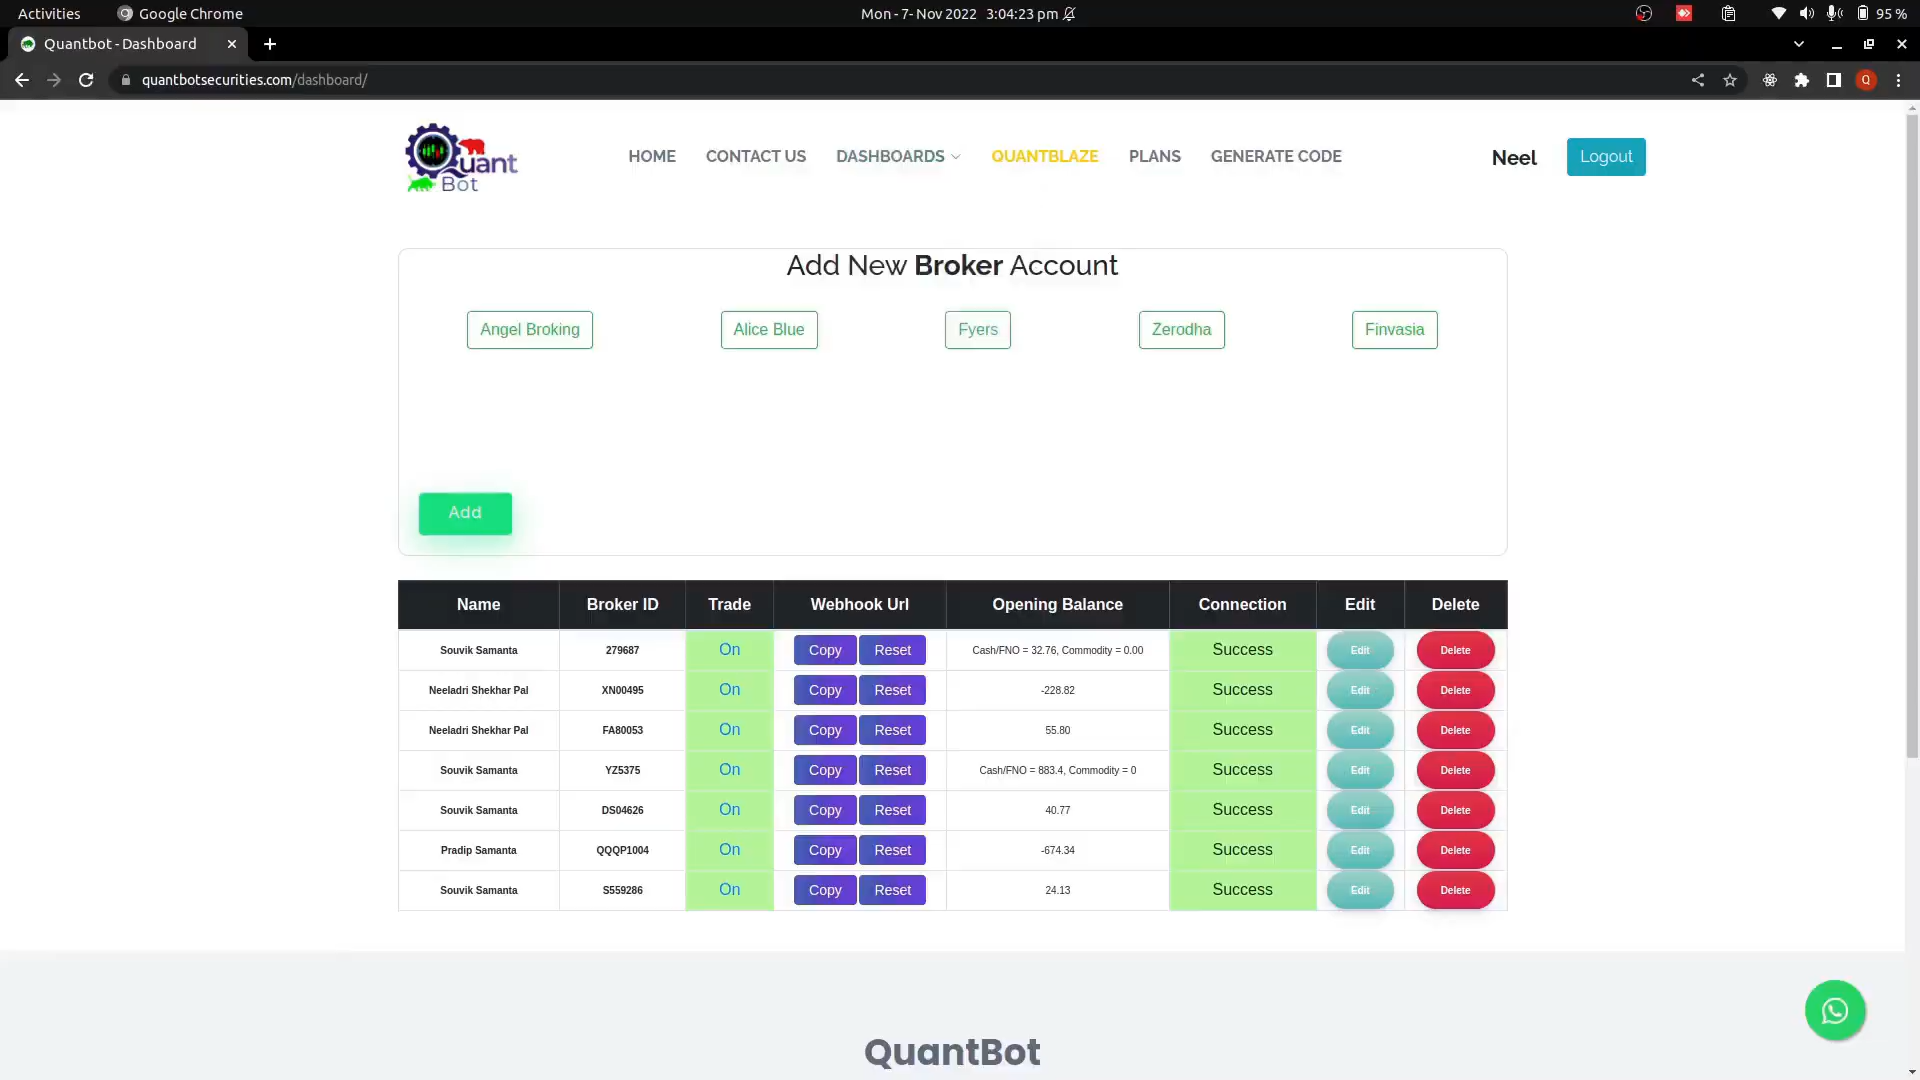 Activities Google Chrome Mon - 7- Nov 2022 3:04:23 pm 95 %
Quantbot - Dashboard
quantbotsecurities.com/dashboard/ Q
Quant Bot
HOME CONTACT US DASHBOARDS QUANTBLAZE PLANS GENERATE CODE Neel Logout
Add New Broker Account
Angel Broking Alice Blue Fyers Zerodha Finvasia
Add
Name Broker ID Trade Webhook Url Opening Balance Connection Edit Delete
Souvik Samanta 279687 On Copy Reset Cash/FNO = 32.76, Commodity = 0.00 Success Edit Delete
Neeladri Shekhar Pal XN00495 On Copy Reset -228.82 Success Edit Delete
Neeladri Shekhar Pal FA80053 On Copy Reset 55.80 Success Edit Delete
Souvik Samanta YZ5375 On Copy Reset Cash/FNO = 883.4, Commodity = 0 Success Edit Delete
Souvik Samanta DS04626 On Copy Reset 40.77 Success Edit Delete
Pradip Samanta QQQP1004 On Copy Reset -674.34 Success Edit Delete
Souvik Samanta S559286 On Copy Reset 24.13 Success Edit Delete
QuantBot